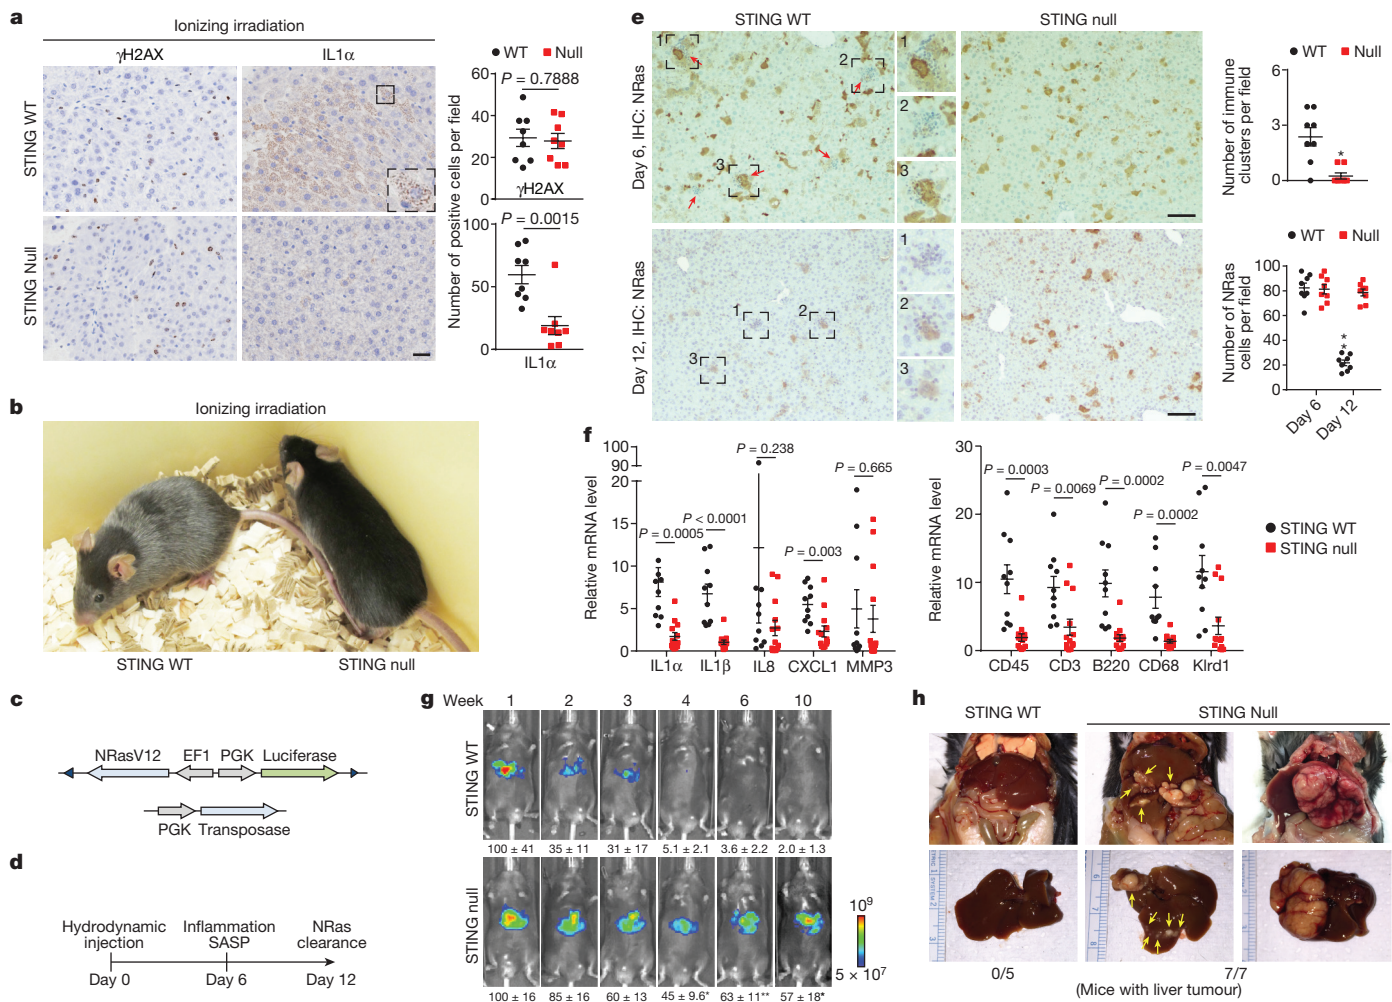 a
Ionizing irradiation
γH2AX
IL1α
STING WT
STING Null
WT
Null
Number of positive cells per field
60
40
20
0
P = 0.7888
γH2AX
100
50
0
P = 0.0015
IL1α
b
Ionizing irradiation
STING WT
STING null
c
NRasV12
EF1
PGK
Luciferase
PGK
Transposase
d
Hydrodynamic injection
Inflammation SASP
NRas clearance
Day 0
Day 6
Day 12
e
STING WT
STING null
Day 6, IHC: NRas
1
2
3
1
2
3
Day 12, IHC: NRas
1
2
3
1
2
3
WT
Null
Number of immune clusters per field
6
3
0
*
WT
Null
Number of NRas cells per field
100
80
60
40
20
0
**
Day 6
Day 12
f
Relative mRNA level
100
90
20
15
10
5
0
P = 0.0005
P < 0.0001
P = 0.238
P = 0.003
P = 0.665
IL1α
IL1β
IL8
CXCL1
MMP3
Relative mRNA level
30
20
10
0
P = 0.0003
P = 0.0069
P = 0.0002
P = 0.0002
P = 0.0047
CD45
CD3
B220
CD68
Klrd1
STING WT
STING null
g
Week
1
2
3
4
6
10
STING WT
100 ± 41
35 ± 11
31 ± 17
5.1 ± 2.1
3.6 ± 2.2
2.0 ± 1.3
STING null
100 ± 16
85 ± 16
60 ± 13
45 ± 9.6*
63 ± 11**
57 ± 18*
10⁹
5 × 10⁷
h
STING WT
STING Null
0/5
7/7
(Mice with liver tumour)